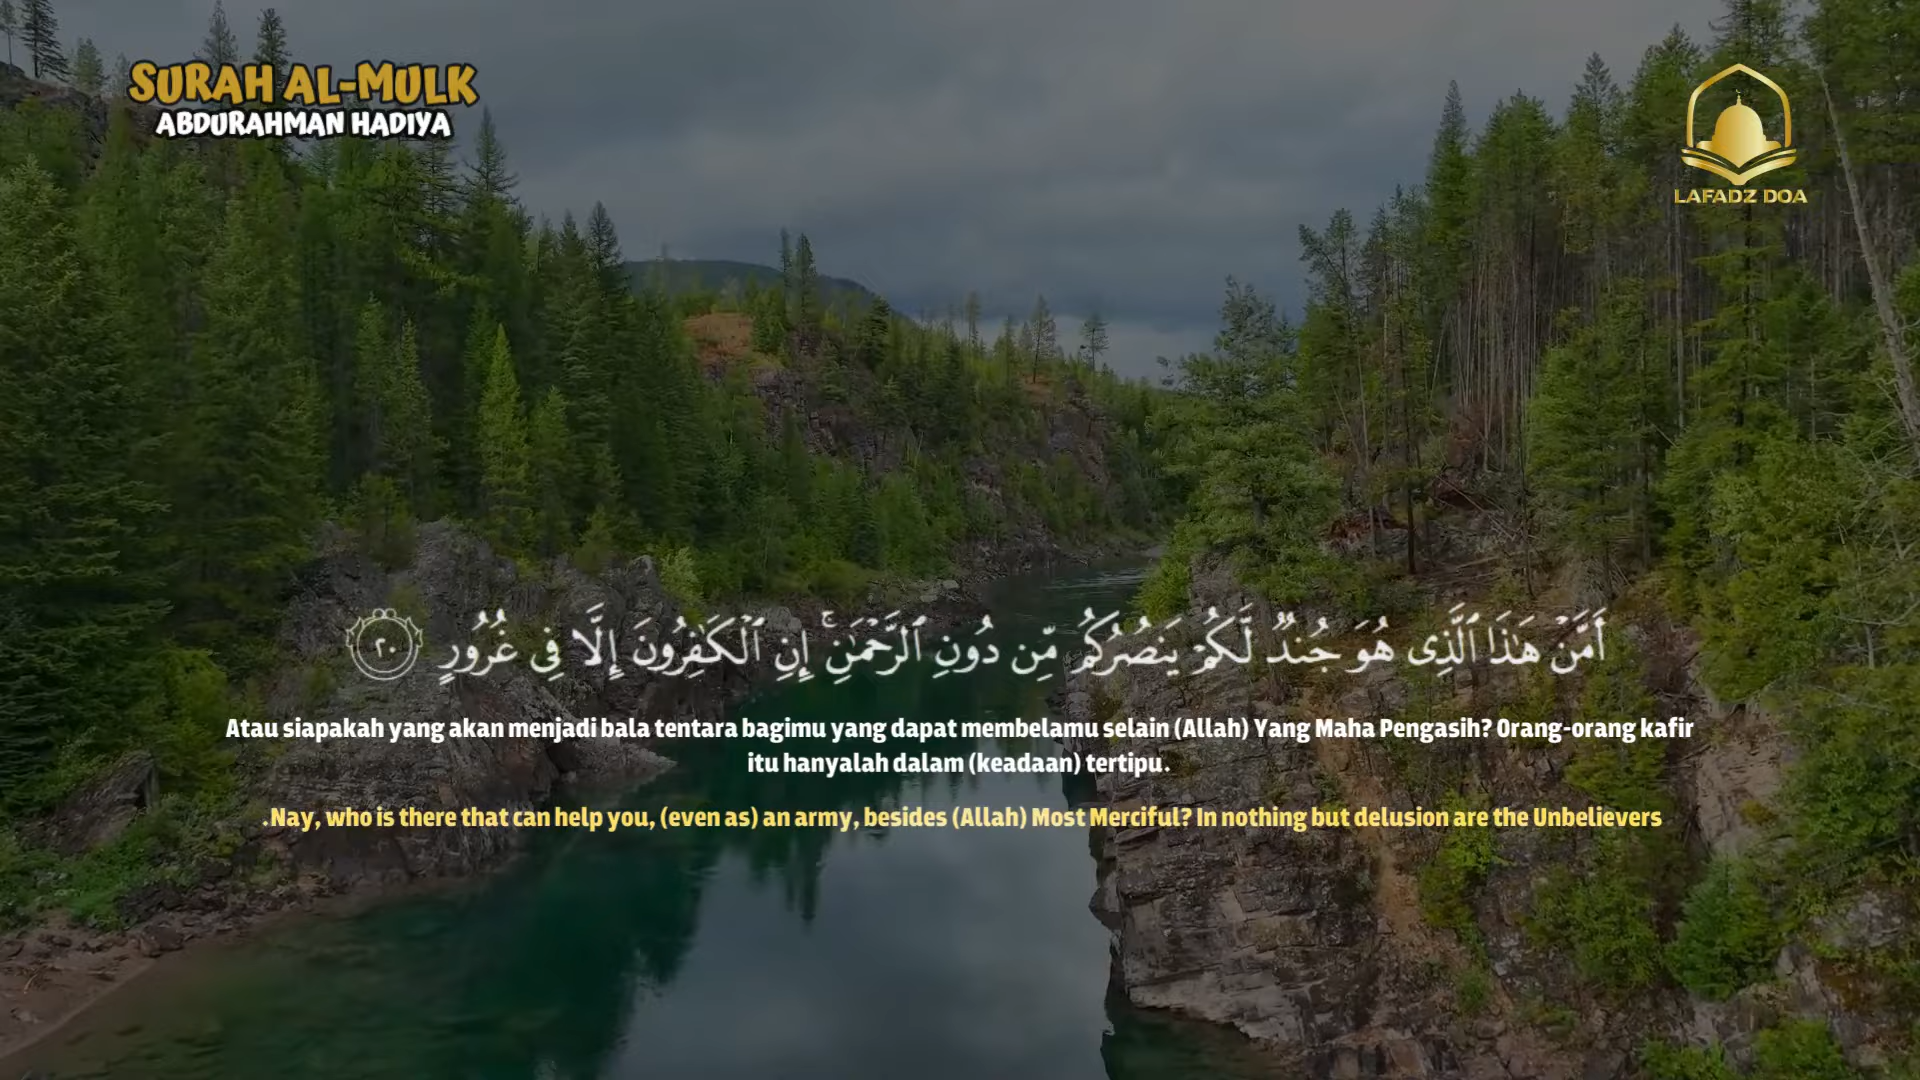 SURAH AL-MULK
ABDURAHMAN HADIYA
LAFADZ DOA
أَمَّنْ هَٰذَا ٱلَّذِى هُوَ جُندٌ لَّكُمْ يَنصُرُكُم مِّن دُونِ ٱلرَّحْمَٰنِ ۚ إِنِ ٱلْكَٰفِرُونَ إِلَّا فِى غُرُورٍ ٢٠
Atau siapakah yang akan menjadi bala tentara bagimu yang dapat membelamu selain (Allah) Yang Maha Pengasih? Orang-orang kafir
itu hanyalah dalam (keadaan) tertipu.
.Nay, who is there that can help you, (even as) an army, besides (Allah) Most Merciful? In nothing but delusion are the Unbelievers